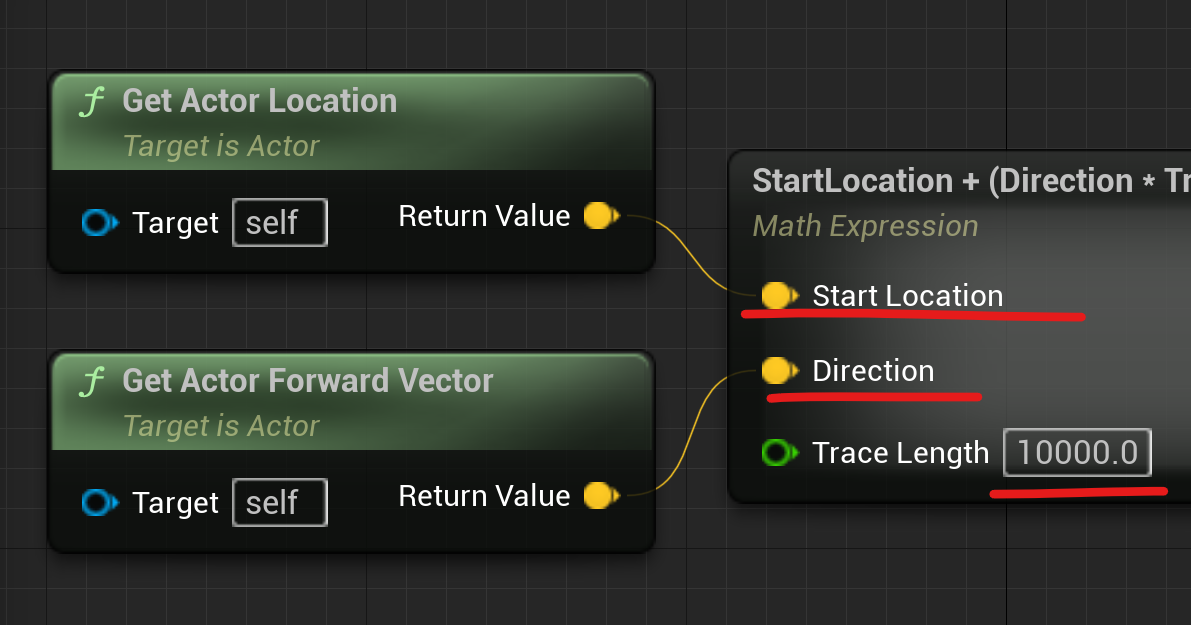 f Get Actor Location
Target is Actor
Target self Return Value
StartLocation + (Direction * Tr
Math Expression
Start Location
f Get Actor Forward Vector
Target is Actor
Direction
Trace Length 10000.0
Target self Return Value